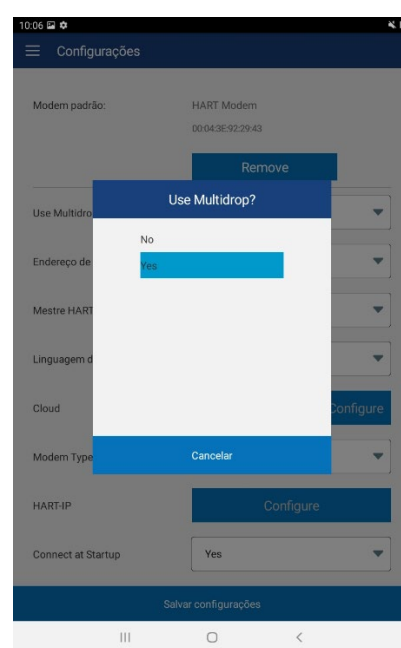 10:06
Configurações
Modem padrão:
HART Modem
00:04:3E:92:29:43
Remove
Use Multidrop?
Use Multidro
No
Yes
Endereço de
Mestre HART
Linguagem d
Cloud
Configure
Cancelar
Modem Type
HART-IP
Configure
Connect at Startup
Yes
Salvar configurações